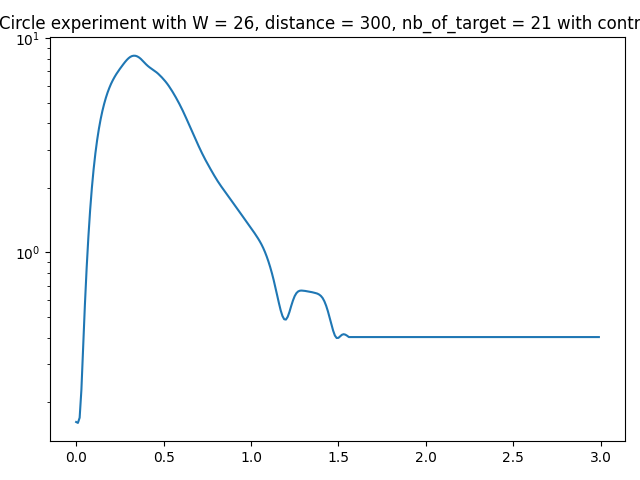 Circle experiment with W = 26, distance = 300, nb_of_target = 21 with contr
10¹
10⁰
0.0 0.5 1.0 1.5 2.0 2.5 3.0